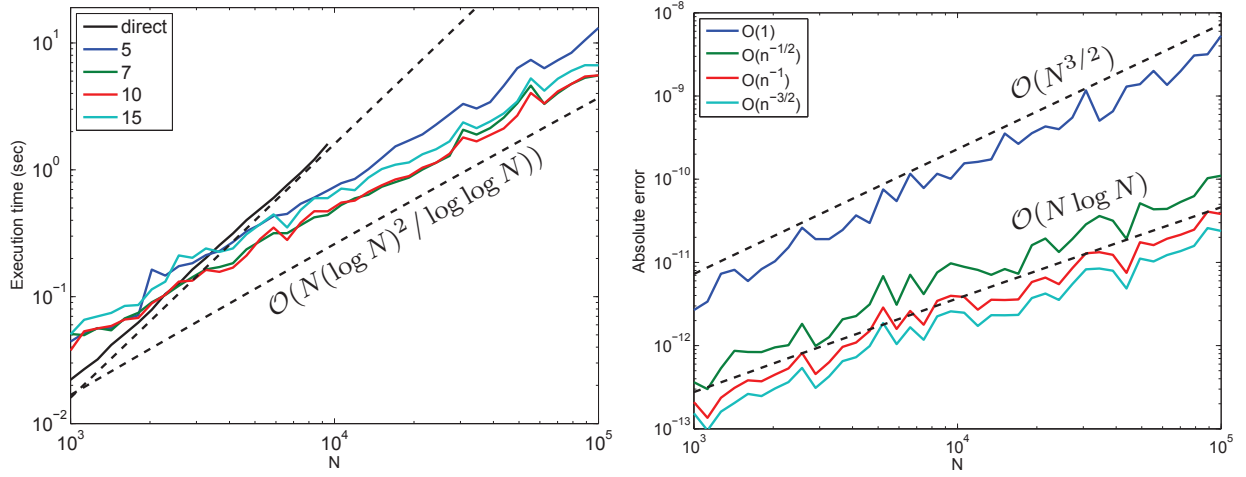 direct
5
7
10
15
10^1
10^0
10^-1
10^-2
Execution time (sec)
O(N(log N)^2 / log log N))
10^3
10^4
10^5
N
O(1)
O(n^-1/2)
O(n^-1)
O(n^-3/2)
10^-8
10^-9
10^-10
10^-11
10^-12
10^-13
Absolute error
O(N^3/2)
O(N log N)
10^3
10^4
10^5
N